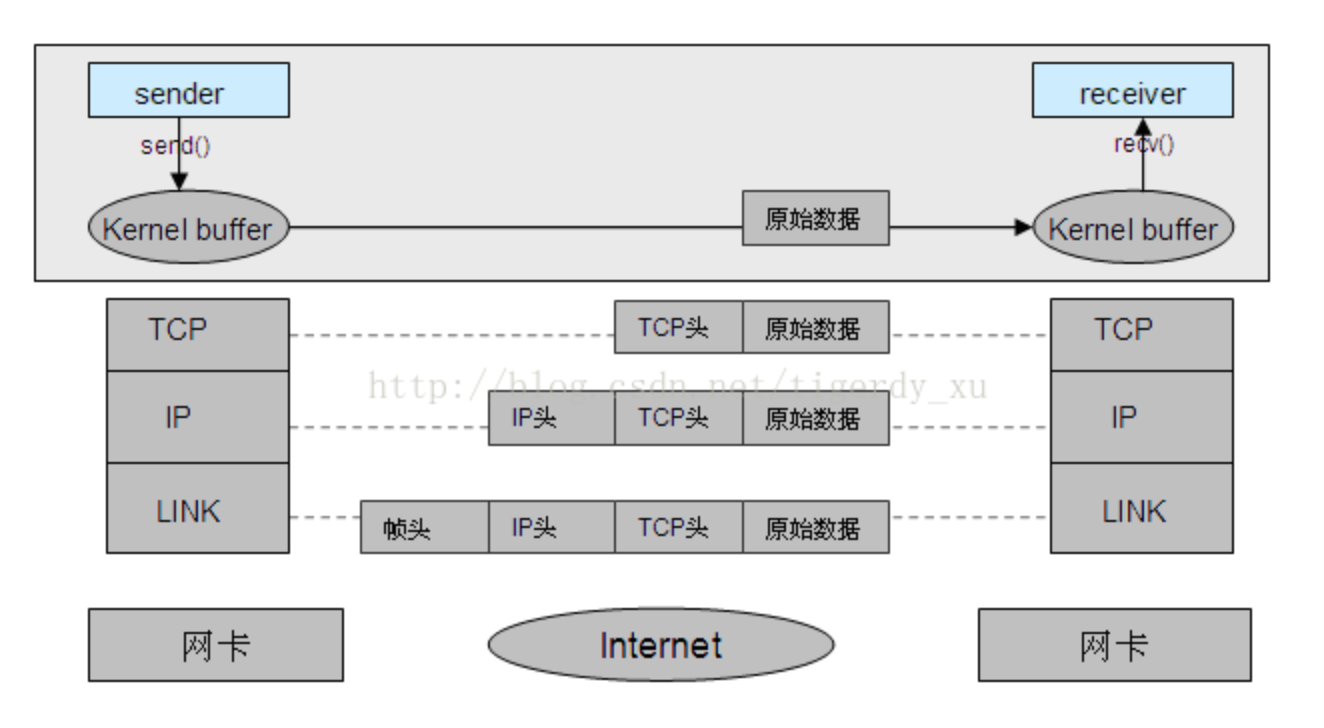 sender
receiver
send()
recv()
Kernel buffer
原始数据
Kernel buffer
TCP
TCP头
原始数据
TCP
http://blog.csdn.net/tigerdy_xu
IP
IP头
TCP头
原始数据
IP
LINK
帧头
IP头
TCP头
原始数据
LINK
网卡
Internet
网卡